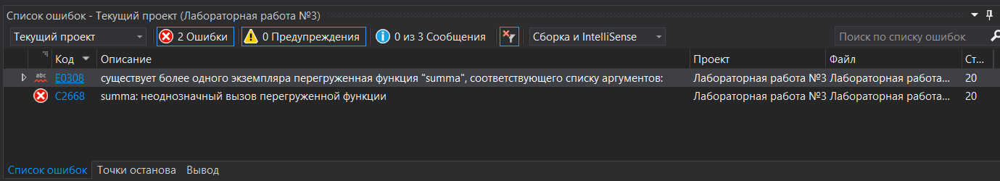 Список ошибок - Текущий проект (Лабораторная работа №3)
Текущий проект 2 Ошибки 0 Предупреждения 0 из 3 Сообщения Сборка и IntelliSense Поиск по списку ошибок
Код Описание Проект Файл Ст...
abc E0308 существует более одного экземпляра перегруженная функция "summa", соответствующего списку аргументов: Лабораторная работа №3 Лабораторная работа... 20
C2668 summa: неоднозначный вызов перегруженной функции Лабораторная работа №3 Лабораторная работа... 20
Список ошибок Точки останова Вывод